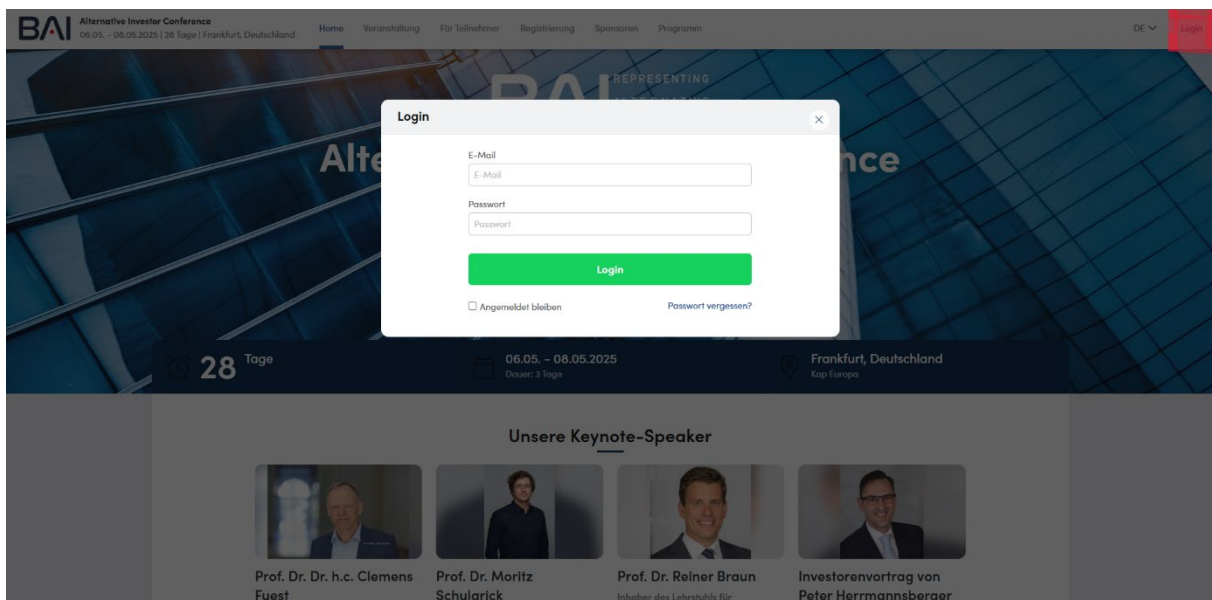 BAI
Alternative Investor Conference
06.05. – 08.05.2025 | 28 Tage | Frankfurt, Deutschland
Home Veranstaltung Für Teilnehmer Registrierung Sponsoren Programm
DE
Login
REPRESENTING
Login
E-Mail
E-Mail
Passwort
Passwort
Login
Angemeldet bleiben
Passwort vergessen?
28 Tage
06.05. – 08.05.2025
Dauer: 3 Tage
Frankfurt, Deutschland
Kap Europa
Unsere Keynote-Speaker
Prof. Dr. Dr. h.c. Clemens
Fuest
Prof. Dr. Moritz
Schularick
Prof. Dr. Reiner Braun
Inhaber des Lehrstuhls für
Investorenvortrag von
Peter Herrmannsberger